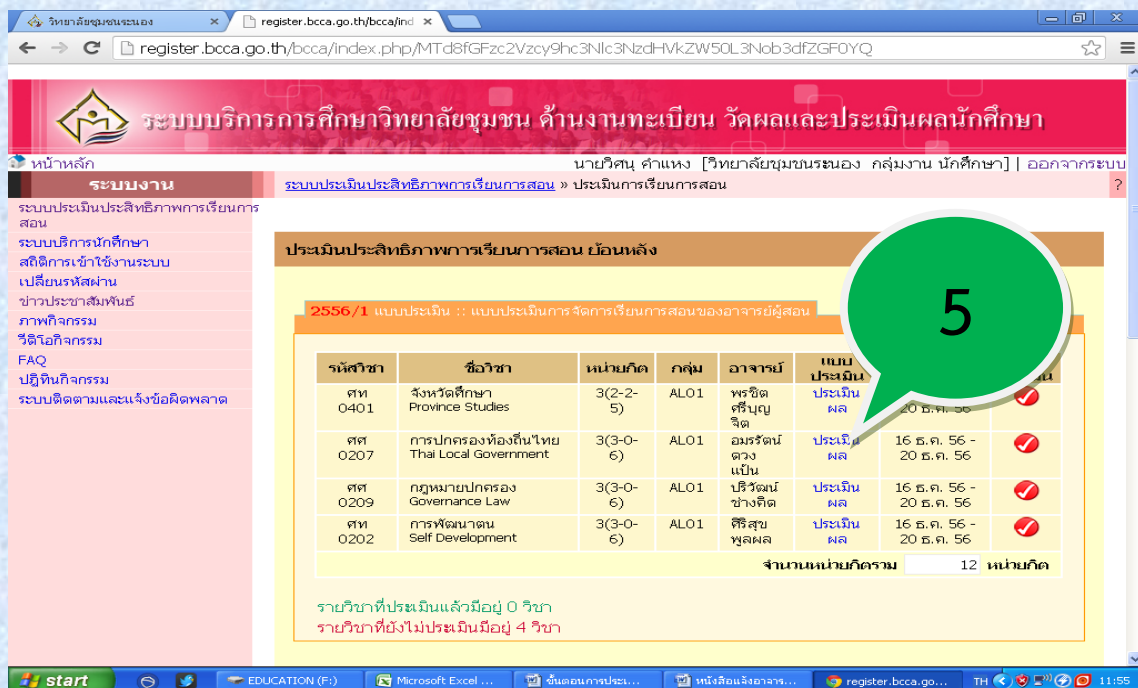 วิทยาลัยชุมชนระนอง
register.bcca.go.th/bcca/ind
register.bcca.go.th/bcca/index.php/MTd8fGFzc2Vzcy9hc3Nlc3NzdHVkZW50L3Nob3dfZGF0YQ
ระบบบริการการศึกษาวิทยาลัยชุมชน ด้านงานทะเบียน วัดผลและประเมินผลนักศึกษา
หน้าหลัก
นายวิศนุ คำแหง [วิทยาลัยชุมชนระนอง กลุ่มงาน นักศึกษา] | ออกจากระบบ
ระบบงาน
ระบบประเมินประสิทธิภาพการเรียนการสอน » ประเมินการเรียนการสอน
?
ระบบประเมินประสิทธิภาพการเรียนการ
สอน
ระบบบริการนักศึกษา
สถิติการเข้าใช้งานระบบ
เปลี่ยนรหัสผ่าน
ข่าวประชาสัมพันธ์
ภาพกิจกรรม
วีดิโอกิจกรรม
FAQ
ปฎิทินกิจกรรม
ระบบติดตามและแจ้งข้อผิดพลาด
ประเมินประสิทธิภาพการเรียนการสอน ย้อนหลัง
5
2556/1 แบบประเมิน :: แบบประเมินการจัดการเรียนการสอนของอาจารย์ผู้สอน
รหัสวิชา ชื่อวิชา หน่วยกิต กลุ่ม อาจารย์ แบบ
ประเมิน
ศท จังหวัดศึกษา 3(2-2- AL01 พรชิต ประเมิน
0401 Province Studies 5) ศรีบุญ ผล 20 ธ.ค. 56
จิต
ศศ การปกครองท้องถิ่นไทย 3(3-0- AL01 อมรรัตน์ ประเมิน 16 ธ.ค. 56 -
0207 Thai Local Government 6) ดวง ผล 20 ธ.ค. 56
แป้น
ศศ กฎหมายปกครอง 3(3-0- AL01 ปริวัฒน์ ประเมิน 16 ธ.ค. 56 -
0209 Governance Law 6) ช่างคิด ผล 20 ธ.ค. 56
ศท การพัฒนาตน 3(3-0- AL01 ศิริสุข ประเมิน 16 ธ.ค. 56 -
0202 Self Development 6) พูลผล ผล 20 ธ.ค. 56
จำนวนหน่วยกิตรวม 12 หน่วยกิต
รายวิชาที่ประเมินแล้วมีอยู่ 0 วิชา
รายวิชาที่ยังไม่ประเมินมีอยู่ 4 วิชา
start EDUCATION (F:) Microsoft Excel ... ขั้นตอนการประเ... หนังสือแจ้งอาจาร... register.bcca.go... TH 11:55